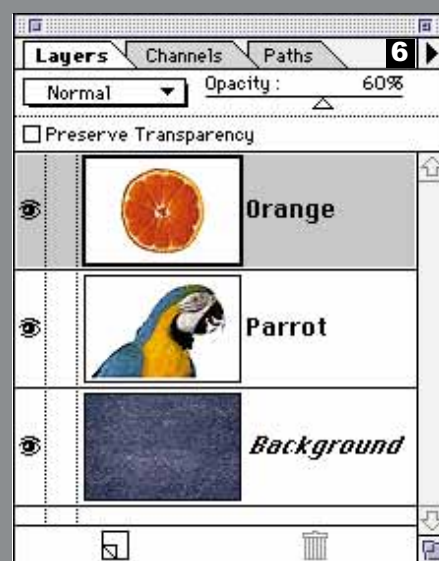 Layers Channels Paths 6
Normal Opacity: 60%
Preserve Transparency
Orange
Parrot
Background